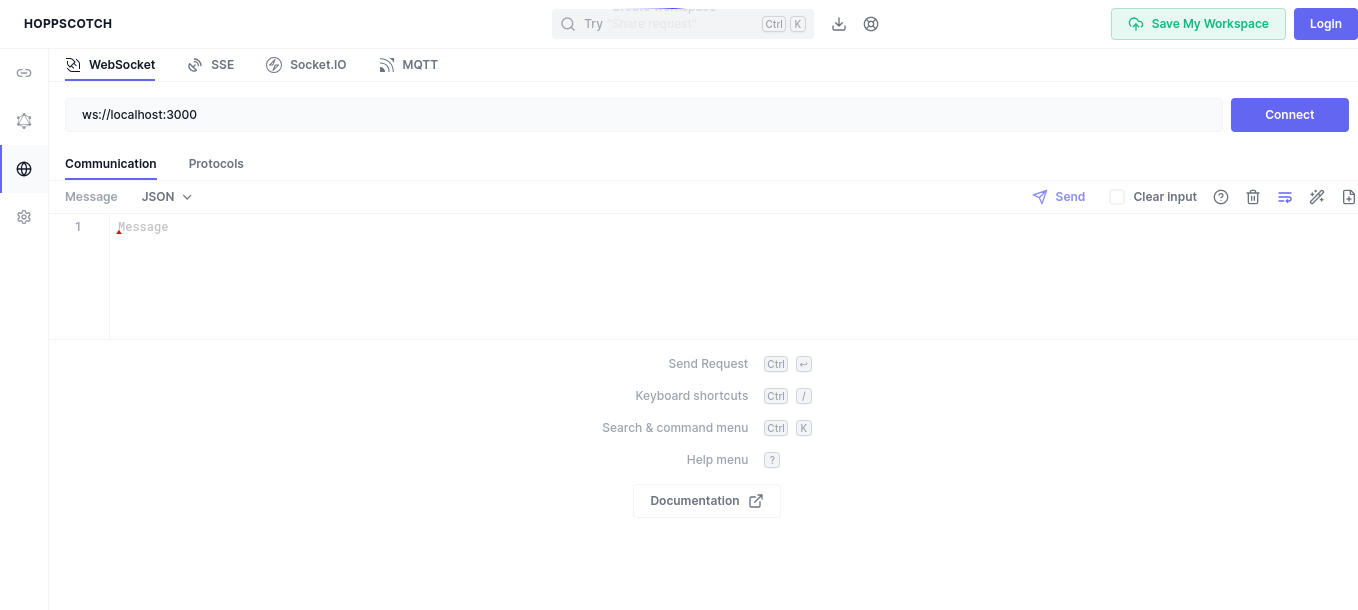 HOPPSCOTCH
Try "Share request" Ctrl K
Save My Workspace
Login
WebSocket SSE Socket.IO MQTT
ws://localhost:3000
Connect
Communication Protocols
Message JSON
Send Clear input
1 Message
Send Request Ctrl ↩
Keyboard shortcuts Ctrl /
Search & command menu Ctrl K
Help menu ?
Documentation